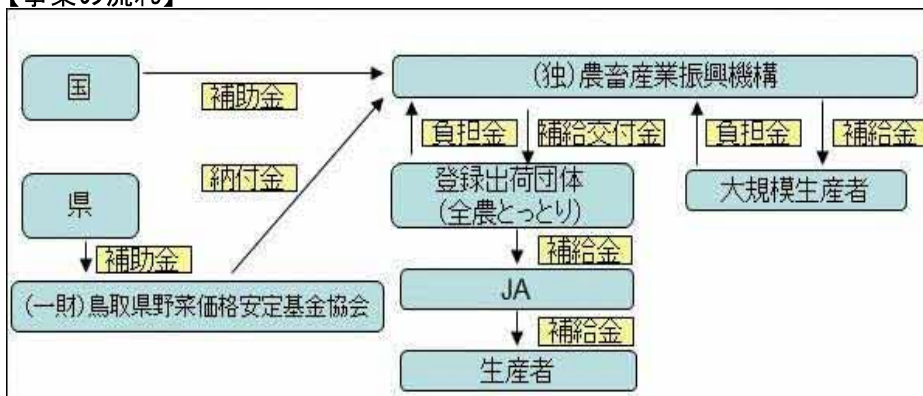 【事業の流れ】
国
補助金
(独)農畜産業振興機構
負担金
補給交付金
負担金
補給金
納付金
県
登録出荷団体
(全農とっとり)
大規模生産者
補助金
補給金
(一財)鳥取県野菜価格安定基金協会
JA
補給金
生産者